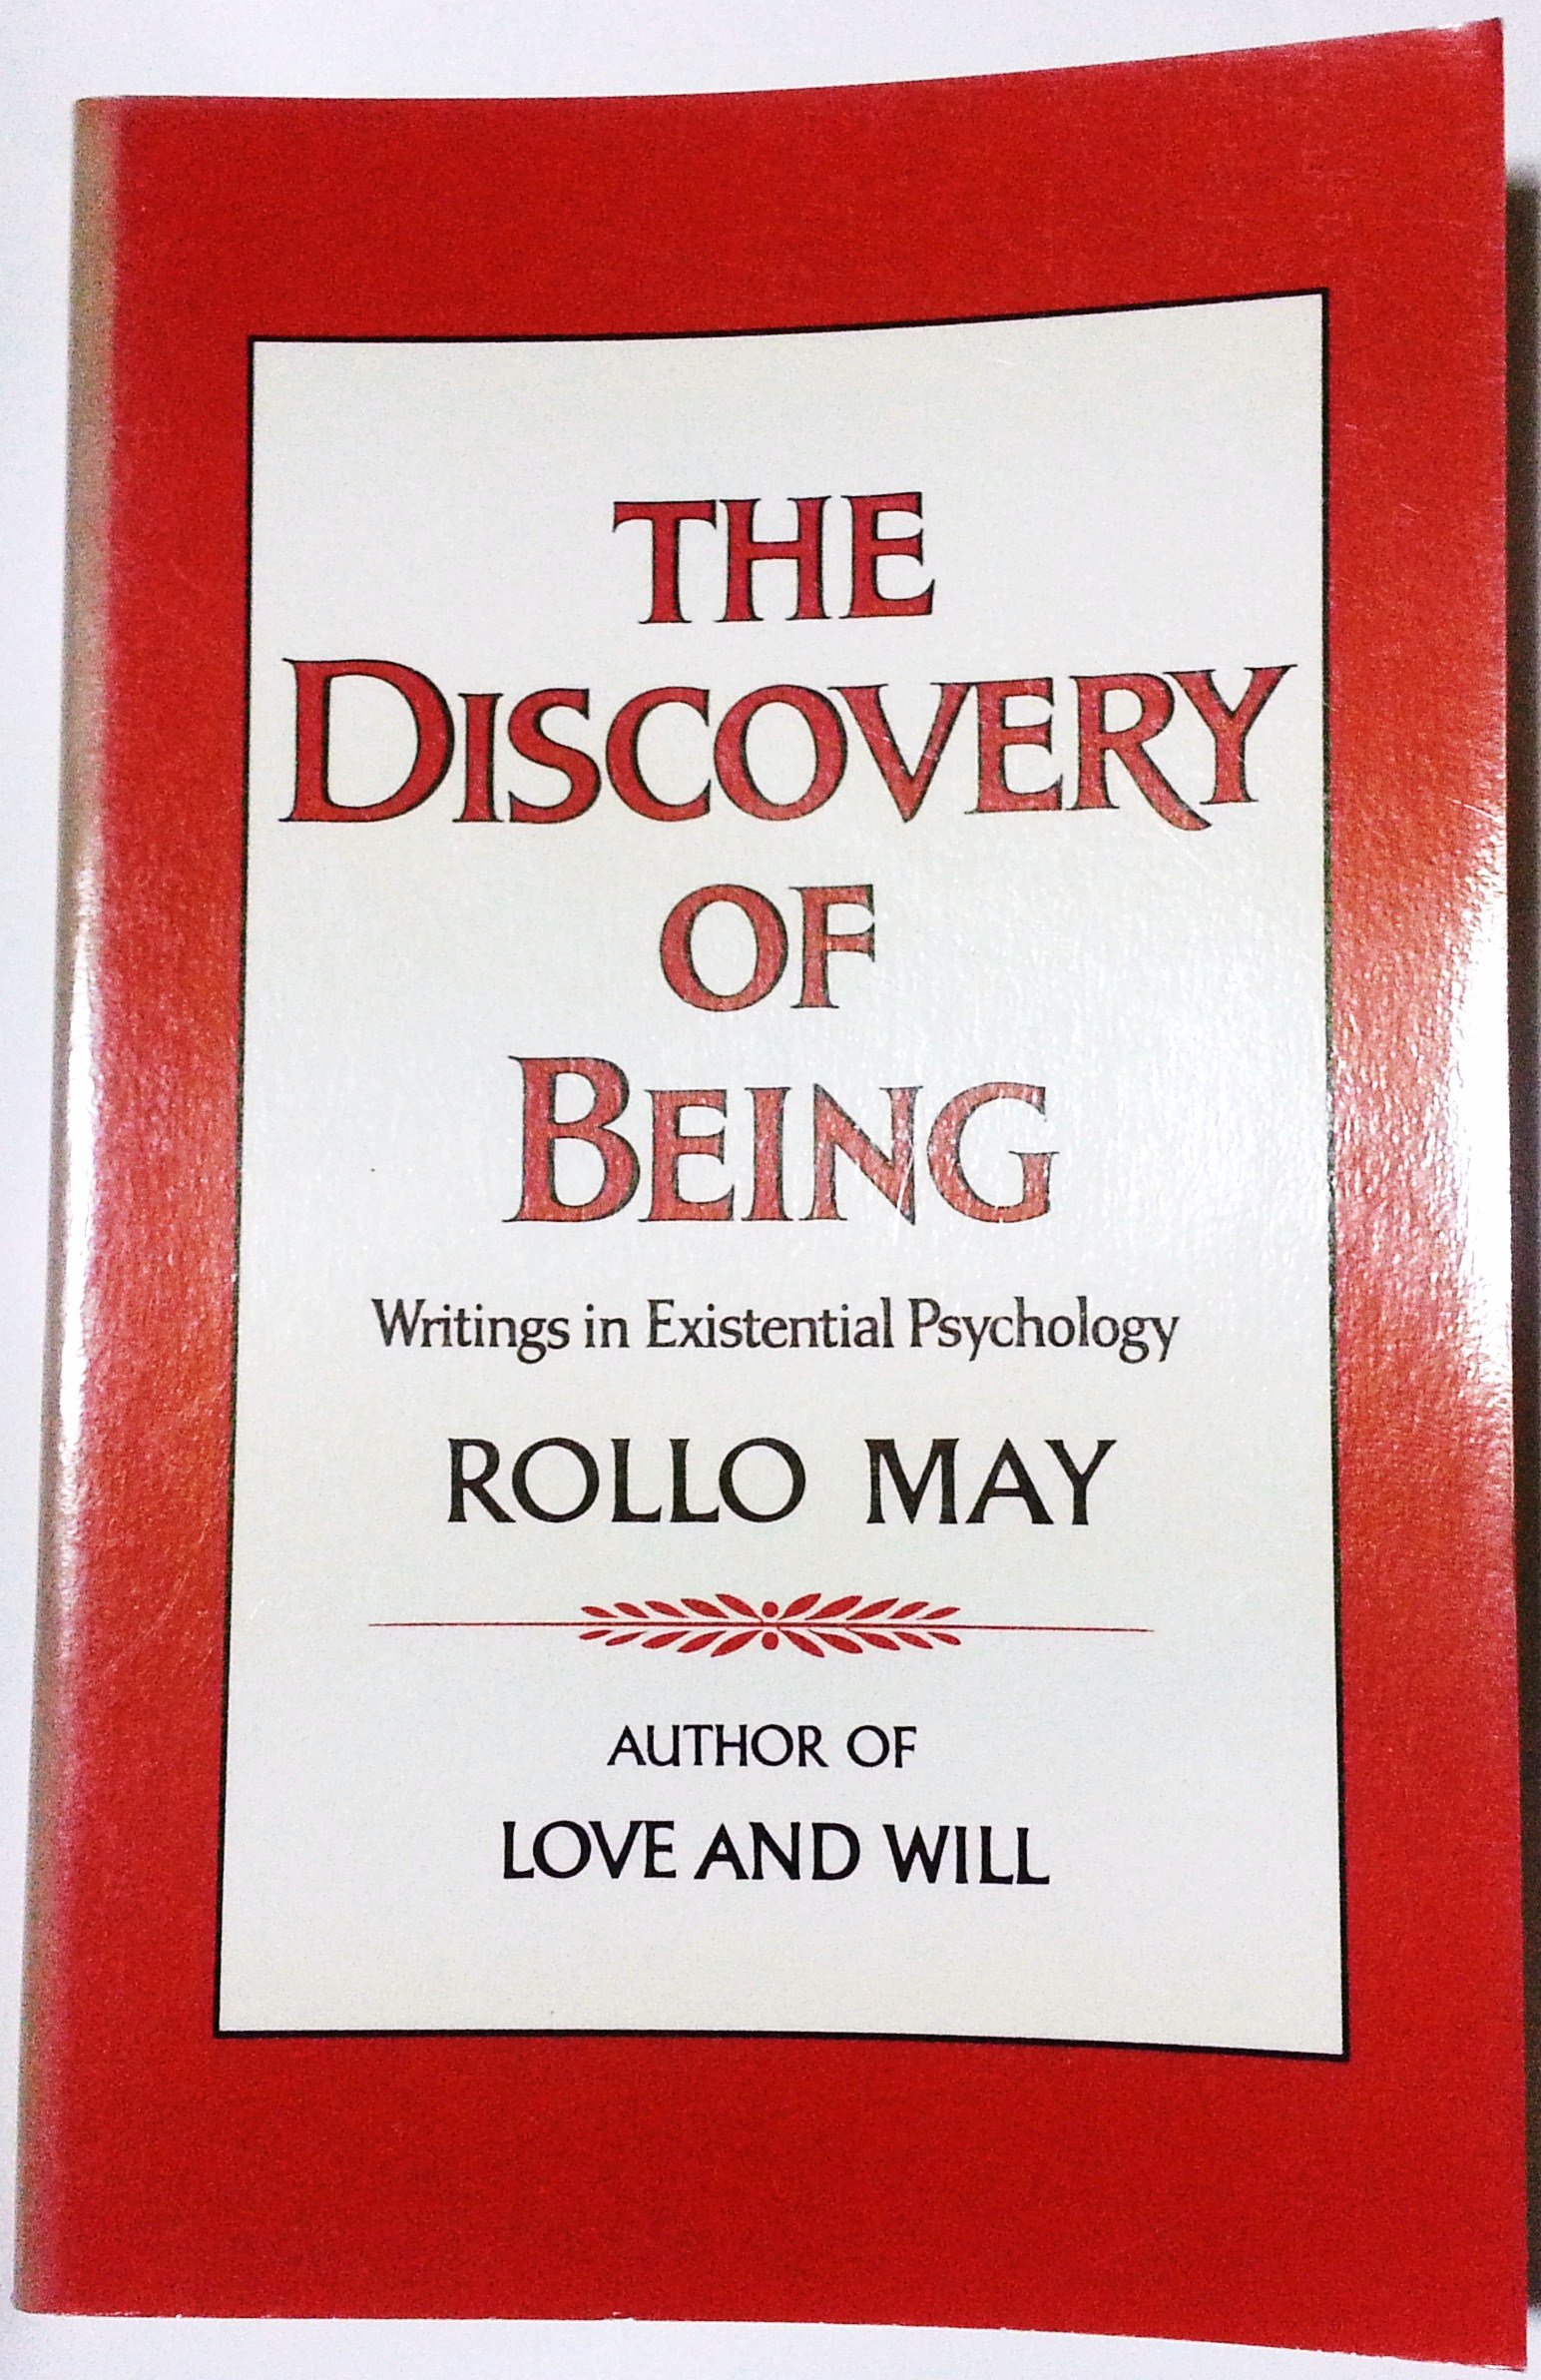 THE
DISCOVERY
OF
BEING
Writings in Existential Psychology
ROLLO MAY
AUTHOR OF
LOVE AND WILL